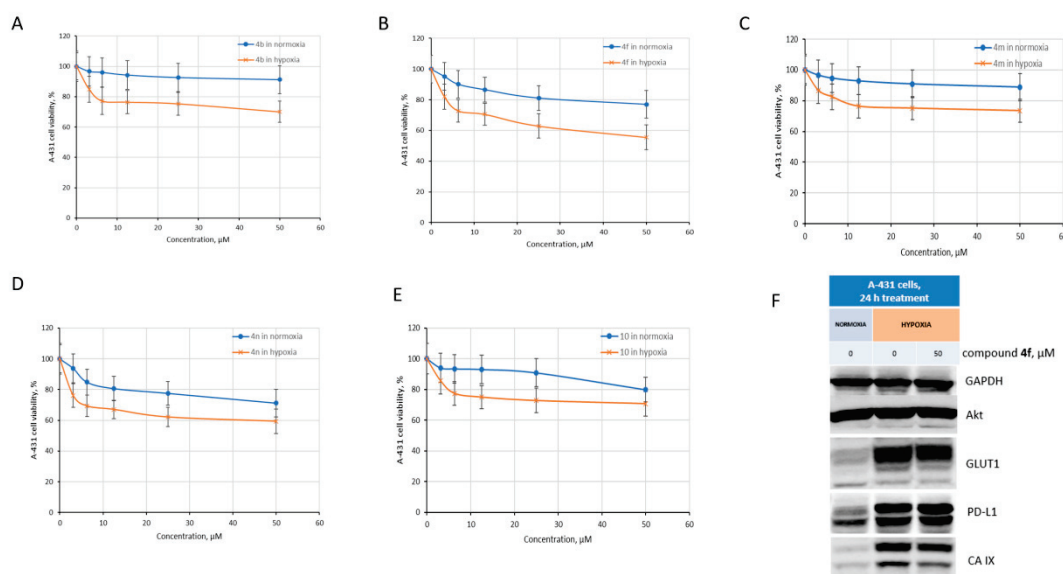 A
120
100
80
60
40
20
0
0 10 20 30 40 50 60
A-431 cell viability, %
Concentration, µM
4b in normoxia
4b in hypoxia
B
120
100
80
60
40
20
0
0 10 20 30 40 50 60
A-431 cell viability, %
Concentration, µM
4f in normoxia
4f in hypoxia
C
120
100
80
60
40
20
0
0 10 20 30 40 50 60
A-431 cell viability, %
Concentration, µM
4m in normoxia
4m in hypoxia
D
120
100
80
60
40
20
0
0 10 20 30 40 50 60
A-431 cell viability, %
Concentration, µM
4n in normoxia
4n in hypoxia
E
120
100
80
60
40
20
0
0 10 20 30 40 50 60
A-431 cell viability, %
Concentration, µM
10 in normoxia
10 in hypoxia
F
A-431 cells,
24 h treatment
NORMOXIA HYPOXIA
0 0 50 compound 4f, µM
GAPDH
Akt
GLUT1
PD-L1
CA IX